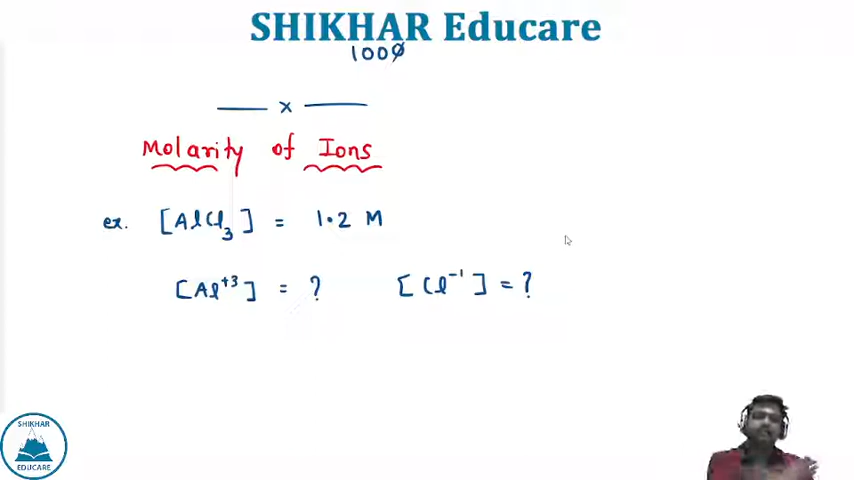 SHIKHAR Educare
1000
x
Molarity of Ions
ex. [AlCl₃] = 1.2 M
[Al⁺³] = ? [Cl⁻¹] = ?
SHIKHAR
EDUCARE